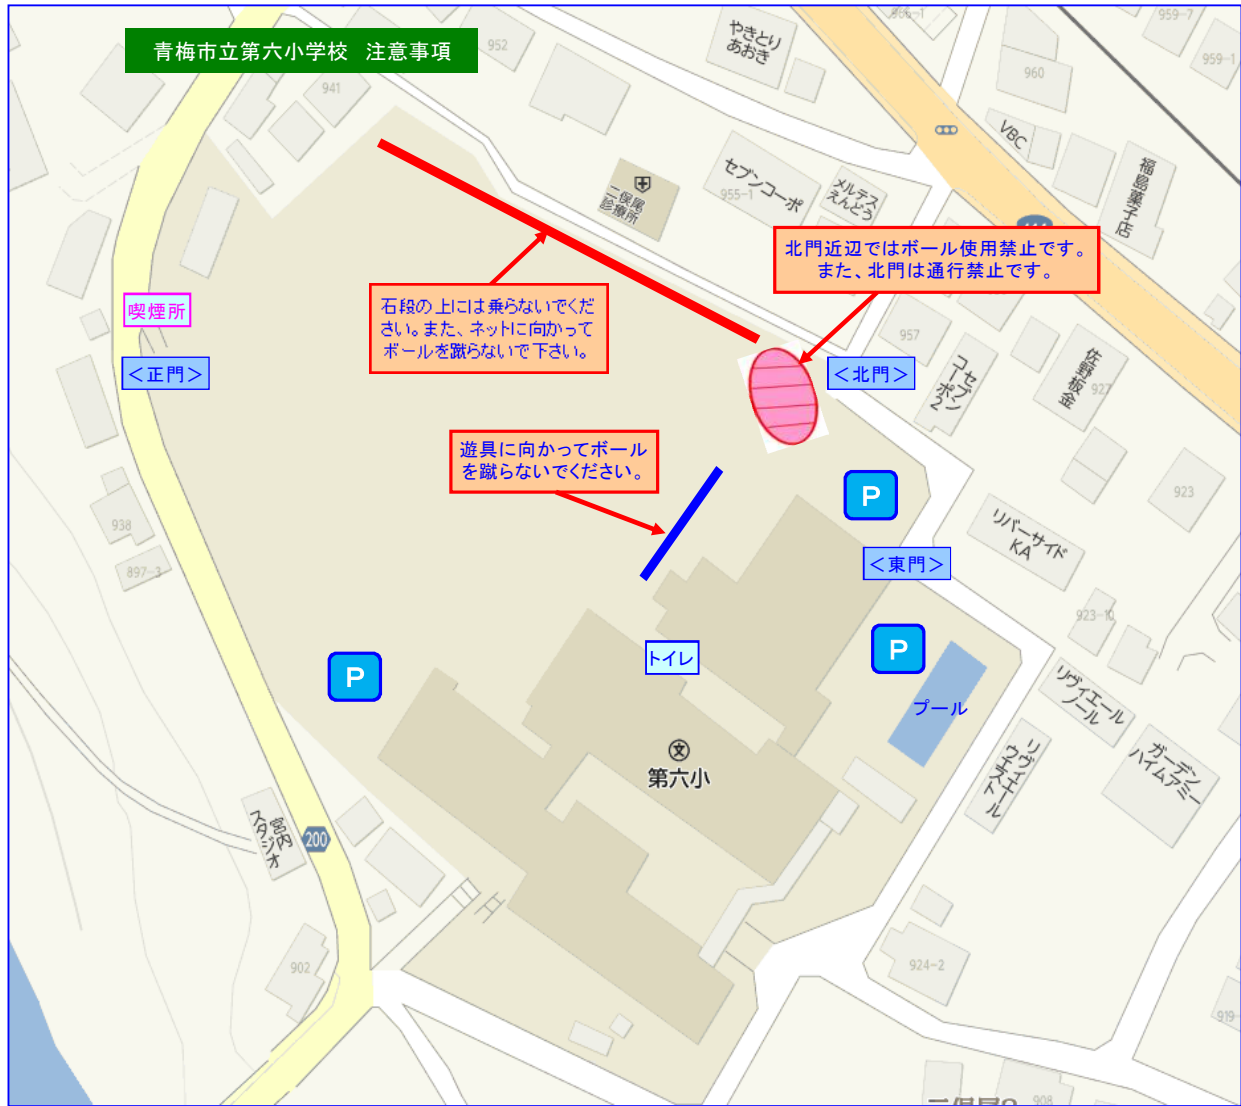 青梅市立第六小学校 注意事項
952
やきとり
あおき
966-1
959-7
959-1
960
941
VBC
福島菓子店
二俣尾
診療所
セブンコーポ
955-1
メルテス
えんどう
北門近辺ではボール使用禁止です。
また、北門は通行禁止です。
石段の上には乗らないでくだ
さい。また、ネットに向かって
ボールを蹴らないで下さい。
喫煙所
<正門>
<北門>
957
セブン
コーポ2
佐野板金
927
遊具に向かってボール
を蹴らないでください。
P
923
938
897-3
リバーサイド
KA
<東門>
923-10
トイレ
P
P
プール
リヴィエール
ノール
ガーデン
ハイムアミー
リヴィエール
ウエスト
文
第六小
宮内
スタジオ
200
902
924-2
919-
908